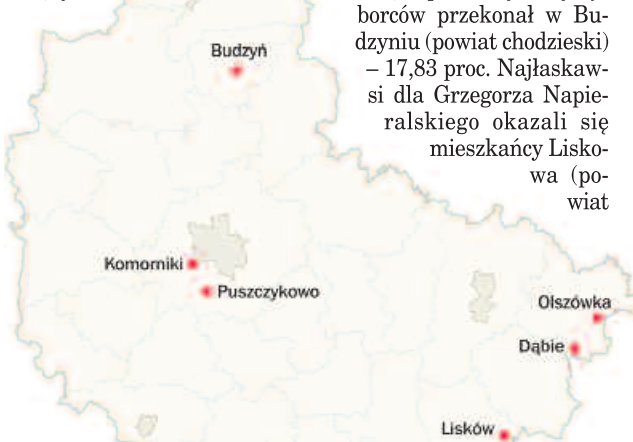 borców przekonał w Bu-
dzyniu (powiat chodzieski)
– 17,83 proc. Najłaskaw-
si dla Grzegorza Napie-
ralskiego okazali się
mieszkańcy Lisko-
wa (po-
wiat
Budzyń
Komorniki
Puszczykowo
Olszówka
Dąbie
Lisków